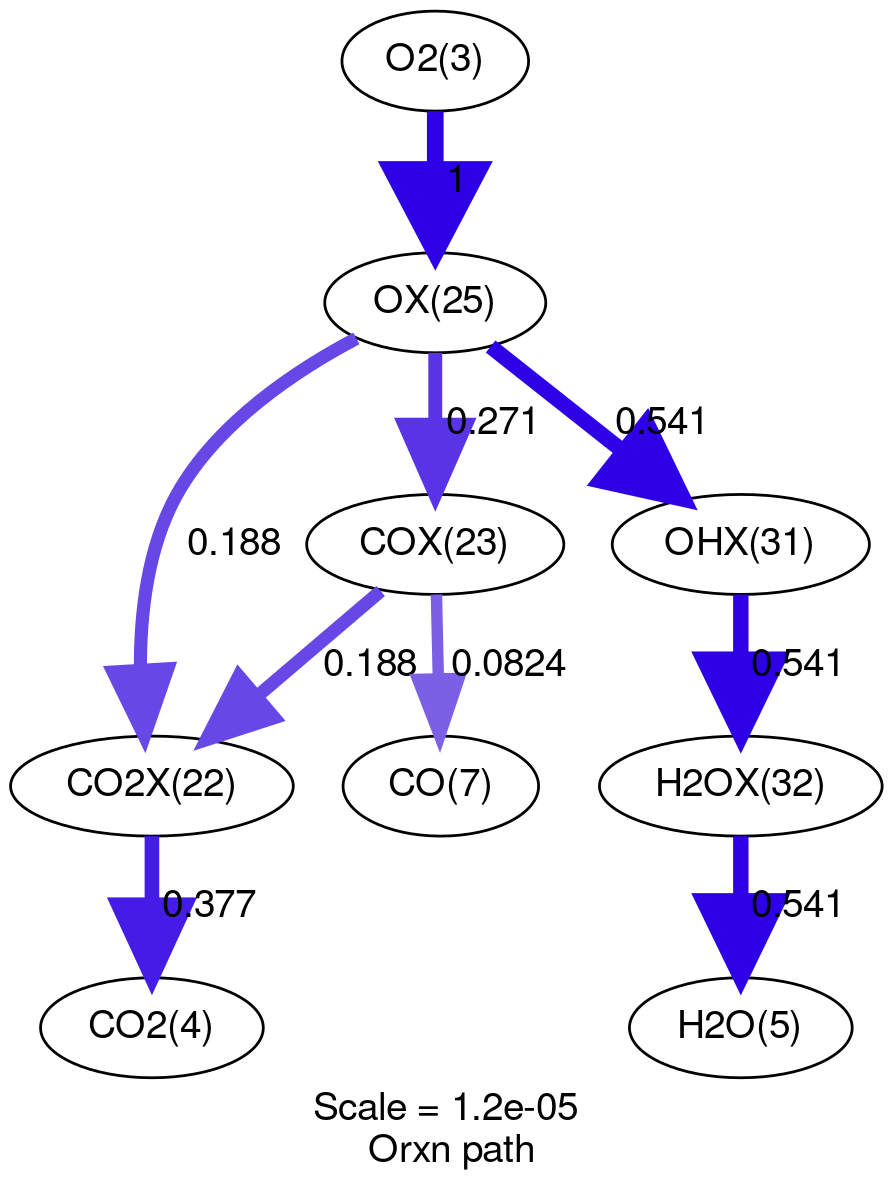 O2(3)
1
OX(25)
0.271
0.541
0.188
COX(23)
OHX(31)
0.188
0.0824
0.541
CO2X(22)
CO(7)
H2OX(32)
0.377
0.541
CO2(4)
H2O(5)
Scale = 1.2e-05
Orxn path